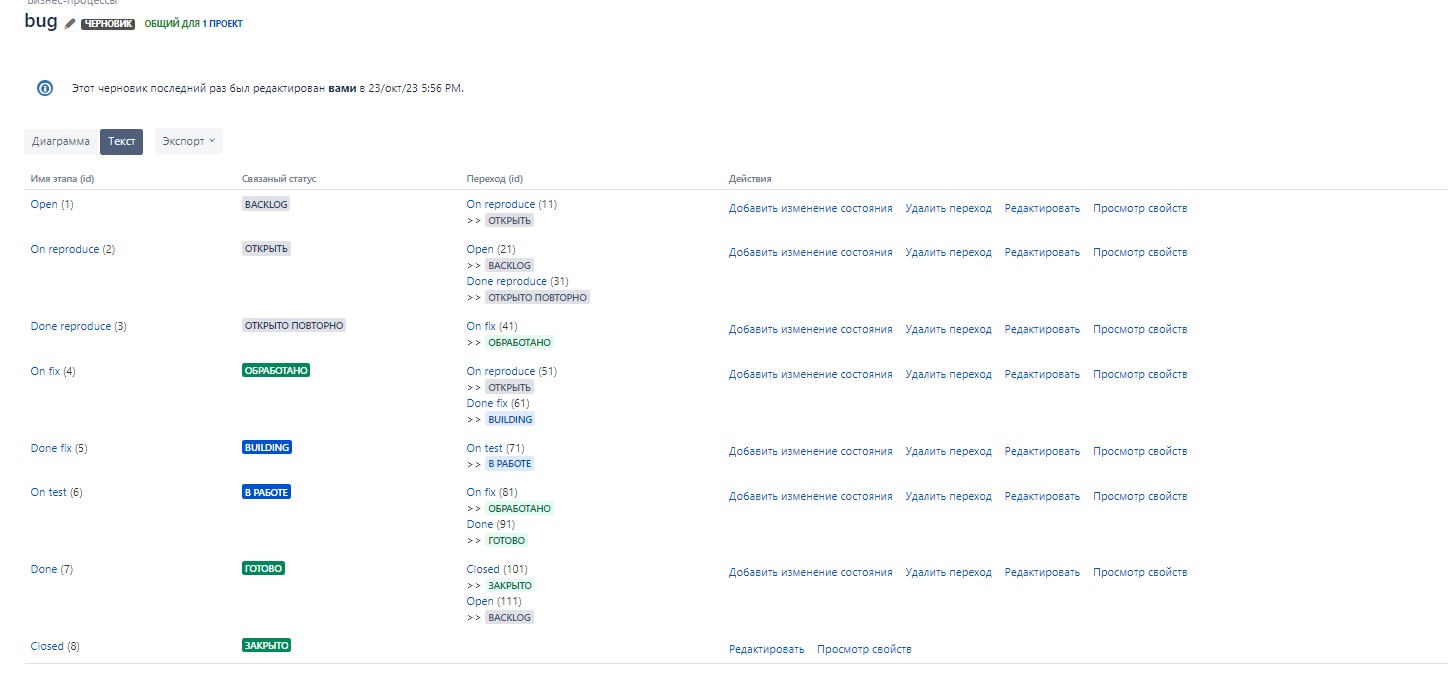 Бизнес-процессы
bug ЧЕРНОВИК ОБЩИЙ ДЛЯ 1 ПРОЕКТ
Этот черновик последний раз был редактирован вами в 23/окт/23 5:56 PM.
Диаграмма Текст Экспорт
Имя этапа (id) Связаный статус Переход (id) Действия
Open (1) BACKLOG On reproduce (11) Добавить изменение состояния Удалить переход Редактировать Просмотр свойств
>> ОТКРЫТЬ
On reproduce (2) ОТКРЫТЬ Open (21) Добавить изменение состояния Удалить переход Редактировать Просмотр свойств
>> BACKLOG
Done reproduce (31)
>> ОТКРЫТО ПОВТОРНО
Done reproduce (3) ОТКРЫТО ПОВТОРНО On fix (41) Добавить изменение состояния Удалить переход Редактировать Просмотр свойств
>> ОБРАБОТАНО
On fix (4) ОБРАБОТАНО On reproduce (51) Добавить изменение состояния Удалить переход Редактировать Просмотр свойств
>> ОТКРЫТЬ
Done fix (61)
>> BUILDING
Done fix (5) BUILDING On test (71) Добавить изменение состояния Удалить переход Редактировать Просмотр свойств
>> В РАБОТЕ
On test (6) В РАБОТЕ On fix (81) Добавить изменение состояния Удалить переход Редактировать Просмотр свойств
>> ОБРАБОТАНО
Done (91)
>> ГОТОВО
Done (7) ГОТОВО Closed (101) Добавить изменение состояния Удалить переход Редактировать Просмотр свойств
>> ЗАКРЫТО
Open (111)
>> BACKLOG
Closed (8) ЗАКРЫТО Редактировать Просмотр свойств